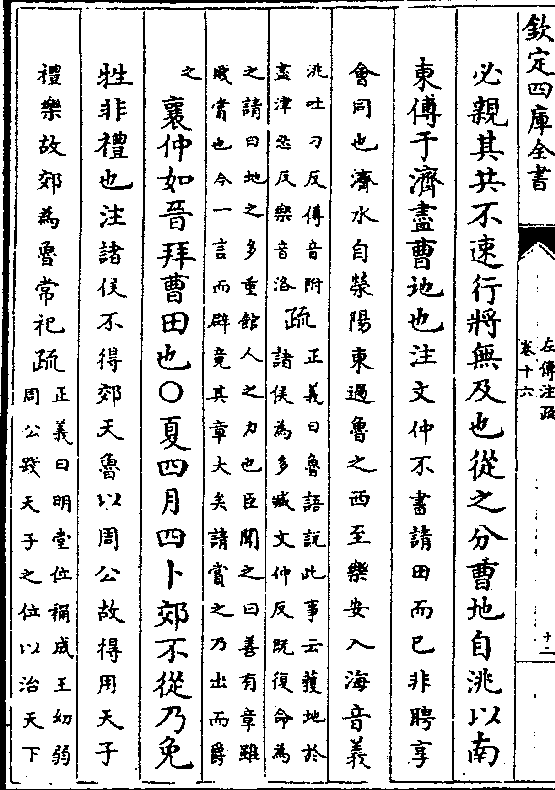 欽定四庫全書
左傳注疏
卷十六
十二
必親其共不速行將無及也從之分曹地自洮以南
東傅于濟盡曹地也注文仲不書請田而已非聘享
會同也濟水自滎陽東過魯之西至樂安入海音義
洮吐刀反傅音附
盡津忍反樂音洛
疏
正義曰魯語說此事云獲地於
諸侯為多臧文仲反既復命為
之請曰地之多重館人之力也臣聞之曰善有章雖
賤賞也今一言而辟竟其章大矣請賞之乃出而爵
之
襄仲如晉拜曹田也○夏四月四卜郊不從乃免
牲非禮也注諸侯不得郊天魯以周公故得用天子
禮樂故郊為魯常祀疏
正義曰明堂位稱成王幼弱
周公踐天子之位以治天下